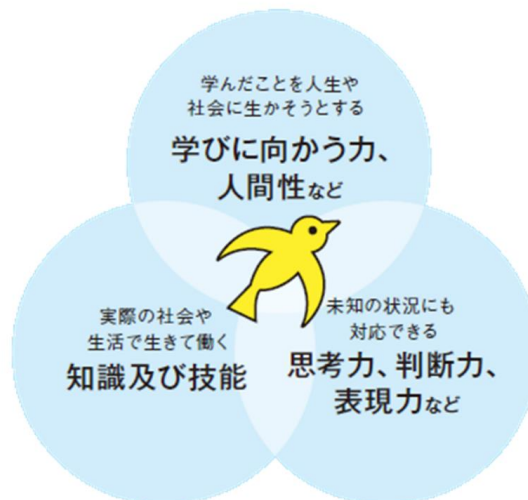 学んだことを人生や
社会に生かそうとする
学びに向かう力、
人間性など
実際の社会や
生活で生きて働く
知識及び技能
未知の状況にも
対応できる
思考力、判断力、
表現力など